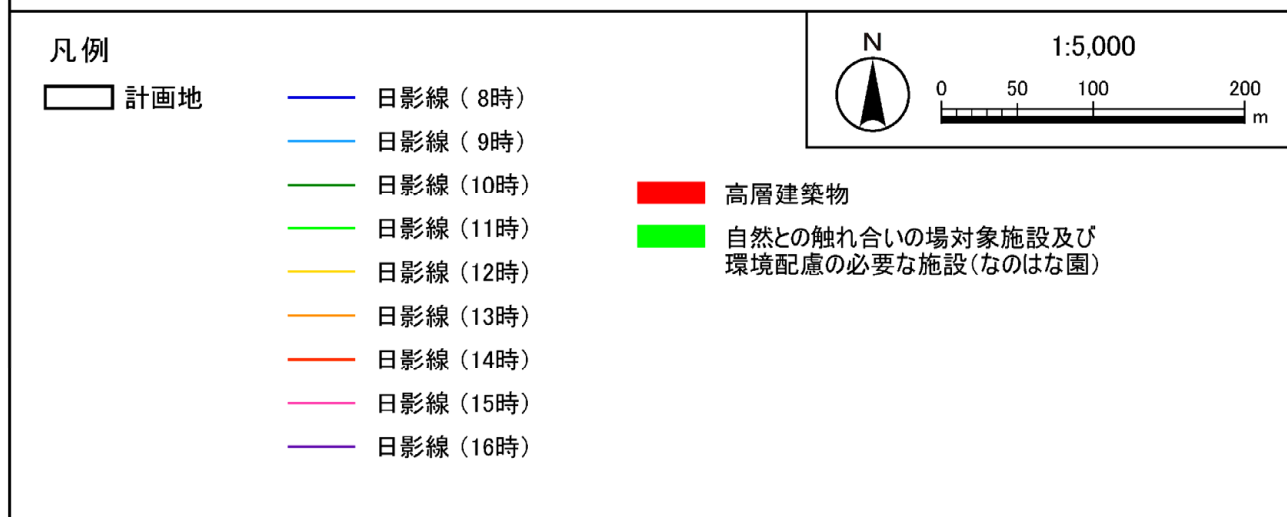 凡例
計画地
日影線（ 8時）
日影線（ 9時）
日影線（10時）
日影線（11時）
日影線（12時）
日影線（13時）
日影線（14時）
日影線（15時）
日影線（16時）
高層建築物
自然との触れ合いの場対象施設及び
環境配慮の必要な施設（なのはな園）
N
1:5,000
0 50 100 200
m